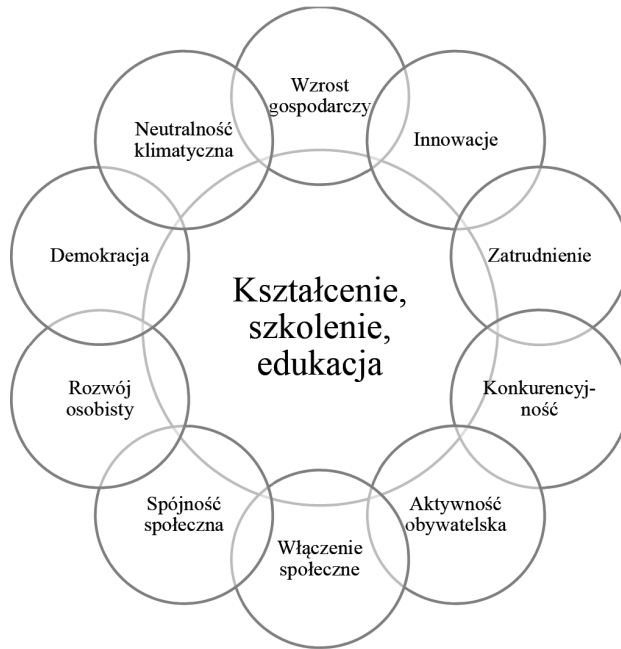 Wzrost
gospodarczy
Innowacje
Zatrudnienie
Konkurencyj-
ność
Aktywność
obywatelska
Włączenie
społeczne
Spójność
społeczna
Rozwój
osobisty
Demokracja
Neutralność
klimatyczna
Kształcenie,
szkolenie,
edukacja